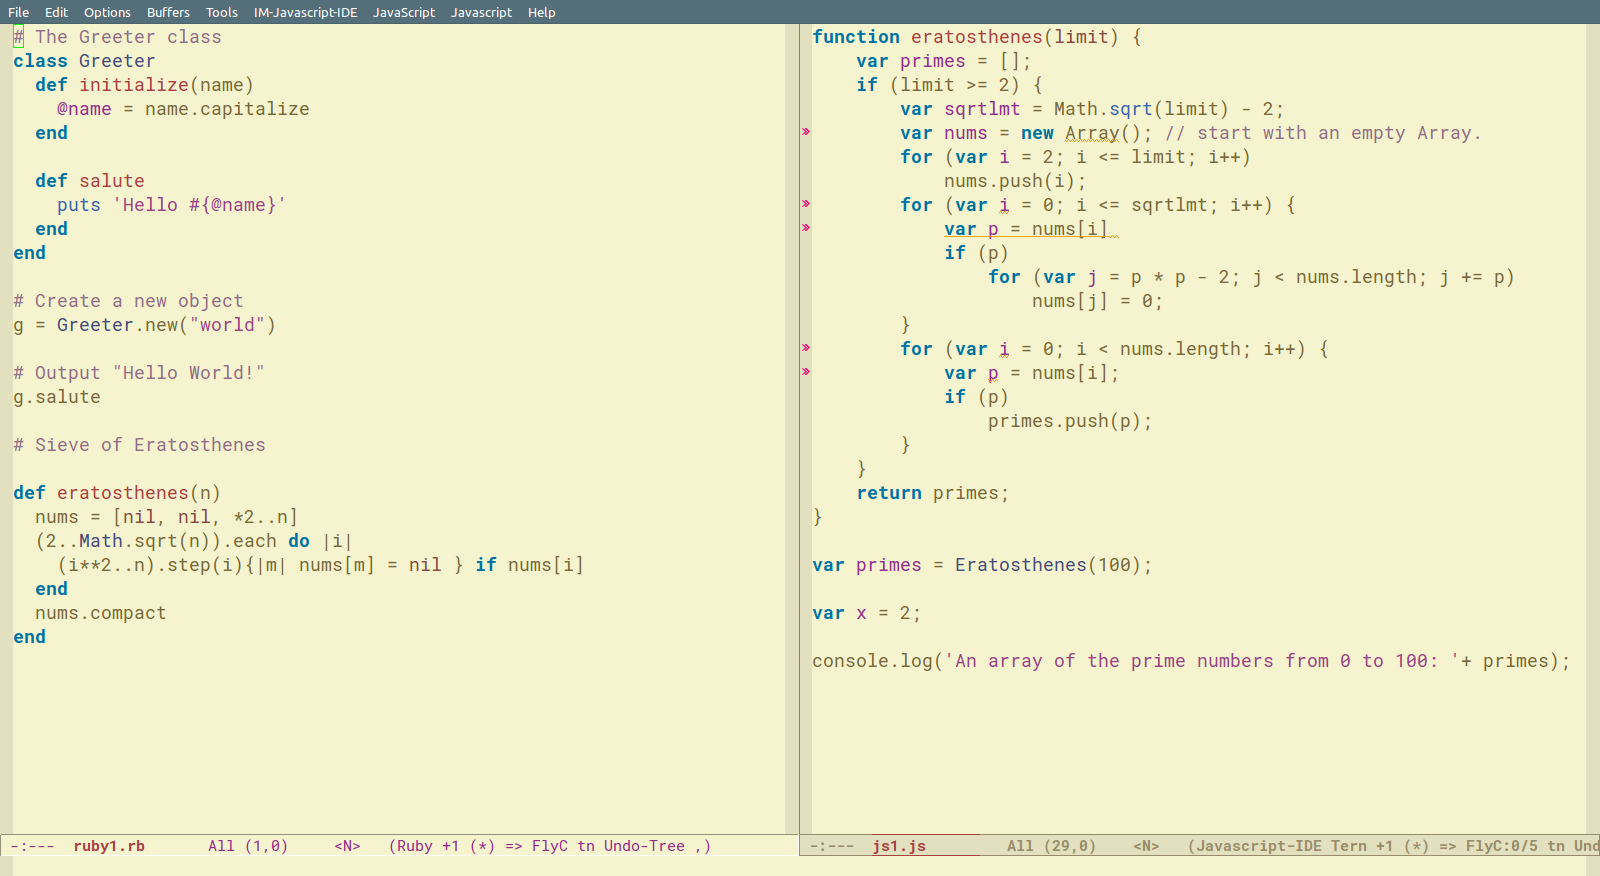 File Edit Options Buffers Tools IM-Javascript-IDE JavaScript Javascript Help
# The Greeter class
class Greeter
  def initialize(name)
    @name = name.capitalize
  end
  def salute
    puts 'Hello #{@name}'
  end
end
# Create a new object
g = Greeter.new("world")
# Output "Hello World!"
g.salute
# Sieve of Eratosthenes
def eratosthenes(n)
  nums = [nil, nil, *2..n]
  (2..Math.sqrt(n)).each do |i|
    (i**2..n).step(i){|m| nums[m] = nil } if nums[i]
  end
  nums.compact
end
-:--- ruby1.rb All (1,0) <N> (Ruby +1 (*) => FlyC tn Undo-Tree ,)
function eratosthenes(limit) {
    var primes = [];
    if (limit >= 2) {
        var sqrtlmt = Math.sqrt(limit) - 2;
        var nums = new Array(); // start with an empty Array.
        for (var i = 2; i <= limit; i++)
            nums.push(i);
        for (var i = 0; i <= sqrtlmt; i++) {
            var p = nums[i]
            if (p)
                for (var j = p * p - 2; j < nums.length; j += p)
                    nums[j] = 0;
        }
        for (var i = 0; i < nums.length; i++) {
            var p = nums[i];
            if (p)
                primes.push(p);
        }
    }
    return primes;
}
var primes = Eratosthenes(100);
var x = 2;
console.log('An array of the prime numbers from 0 to 100: '+ primes);
-:--- js1.js All (29,0) <N> (Javascript-IDE Tern +1 (*) => FlyC:0/5 tn Und